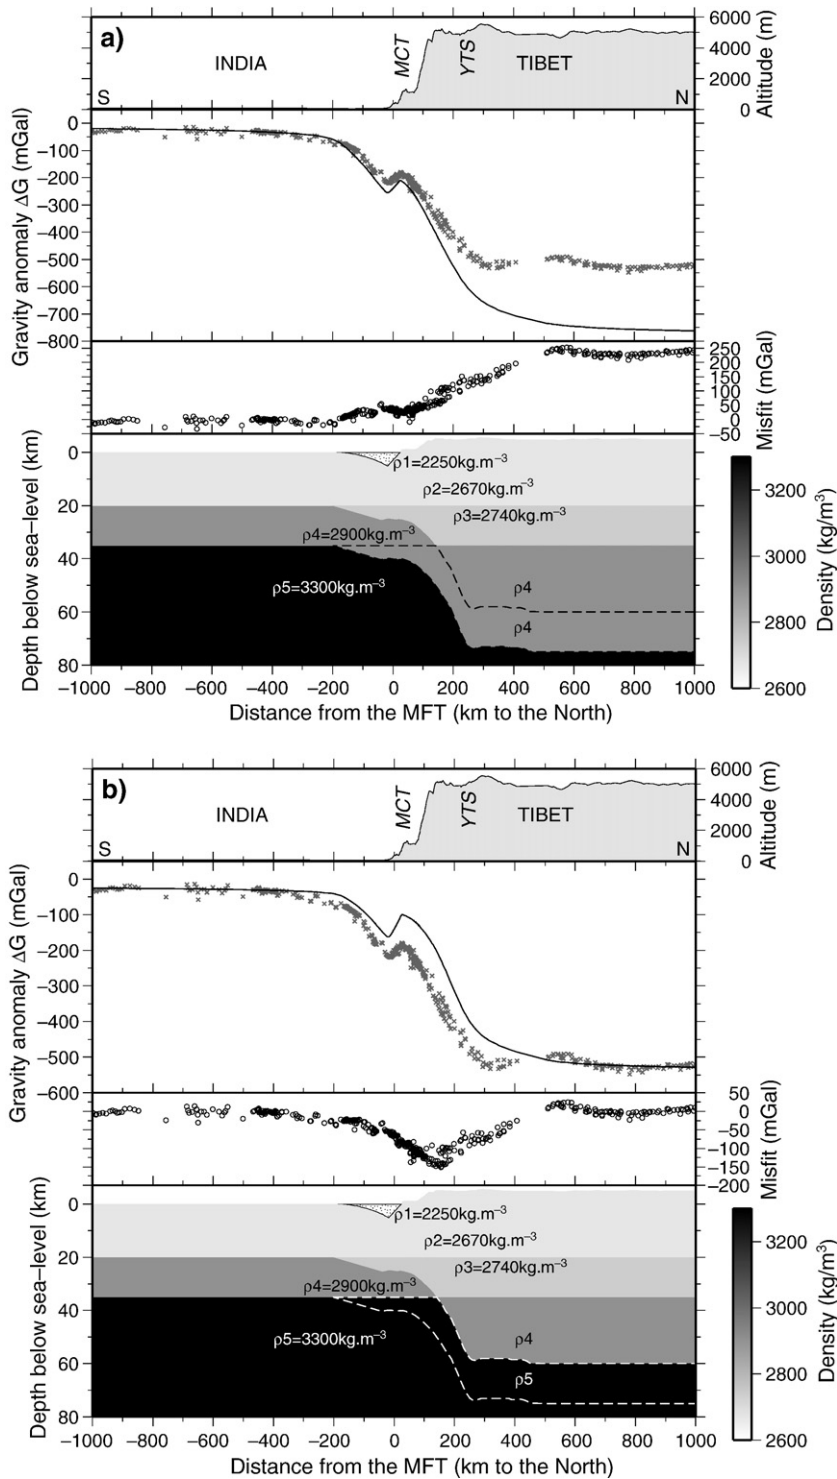 a)
INDIA
MCT
YTS
TIBET
S
N
6000
4000
2000
0
Altitude (m)
0
−100
−200
−300
−400
−500
−600
−700
−800
Gravity anomaly ΔG (mGal)
250
150
50
0
−50
Misfit (mGal)
0
20
40
60
80
Depth below sea−level (km)
ρ1=2250kg.m−3
ρ2=2670kg.m−3
ρ3=2740kg.m−3
ρ4=2900kg.m−3
ρ5=3300kg.m−3
ρ4
ρ4
−1000 −800 −600 −400 −200 0 200 400 600 800 1000
Distance from the MFT (km to the North)
3200
3000
2800
2600
Density (kg/m3)
b)
INDIA
MCT
YTS
TIBET
S
N
6000
4000
2000
0
Altitude (m)
0
−100
−200
−300
−400
−500
−600
Gravity anomaly ΔG (mGal)
50
0
−50
−100
−150
−200
Misfit (mGal)
0
20
40
60
80
Depth below sea−level (km)
ρ1=2250kg.m−3
ρ2=2670kg.m−3
ρ3=2740kg.m−3
ρ4=2900kg.m−3
ρ5=3300kg.m−3
ρ4
ρ5
−1000 −800 −600 −400 −200 0 200 400 600 800 1000
Distance from the MFT (km to the North)
3200
3000
2800
2600
Density (kg/m3)